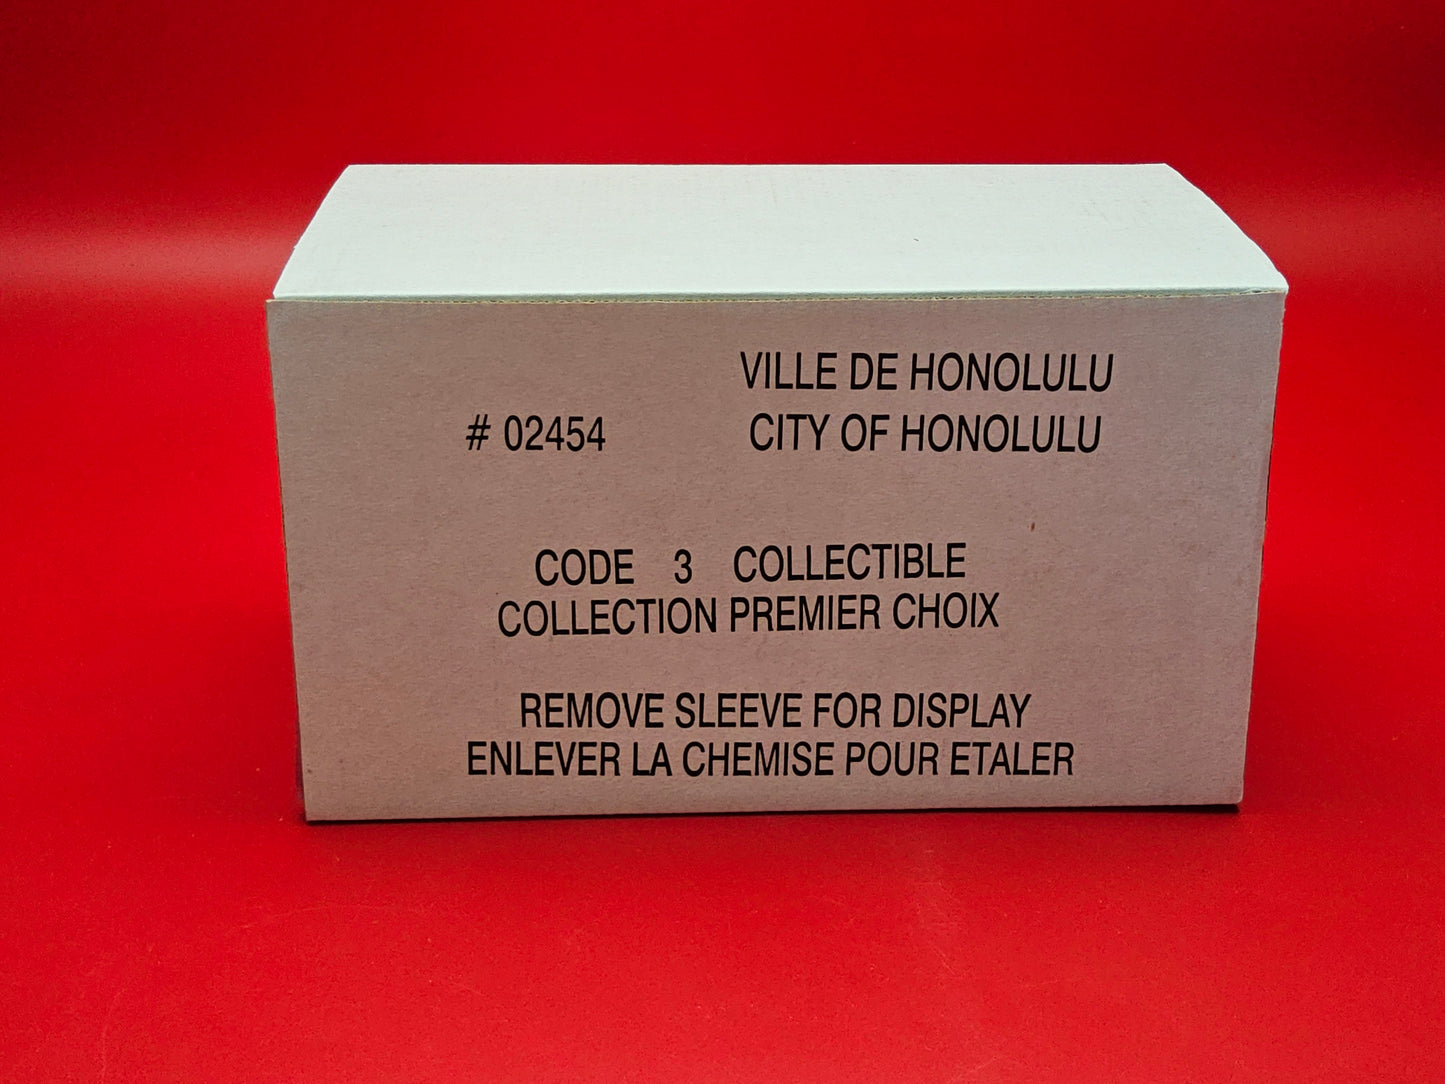 VILLE DE HONOLULU
# 02454 CITY OF HONOLULU
CODE 3 COLLECTIBLE
COLLECTION PREMIER CHOIX
REMOVE SLEEVE FOR DISPLAY
ENLEVER LA CHEMISE POUR ETALER